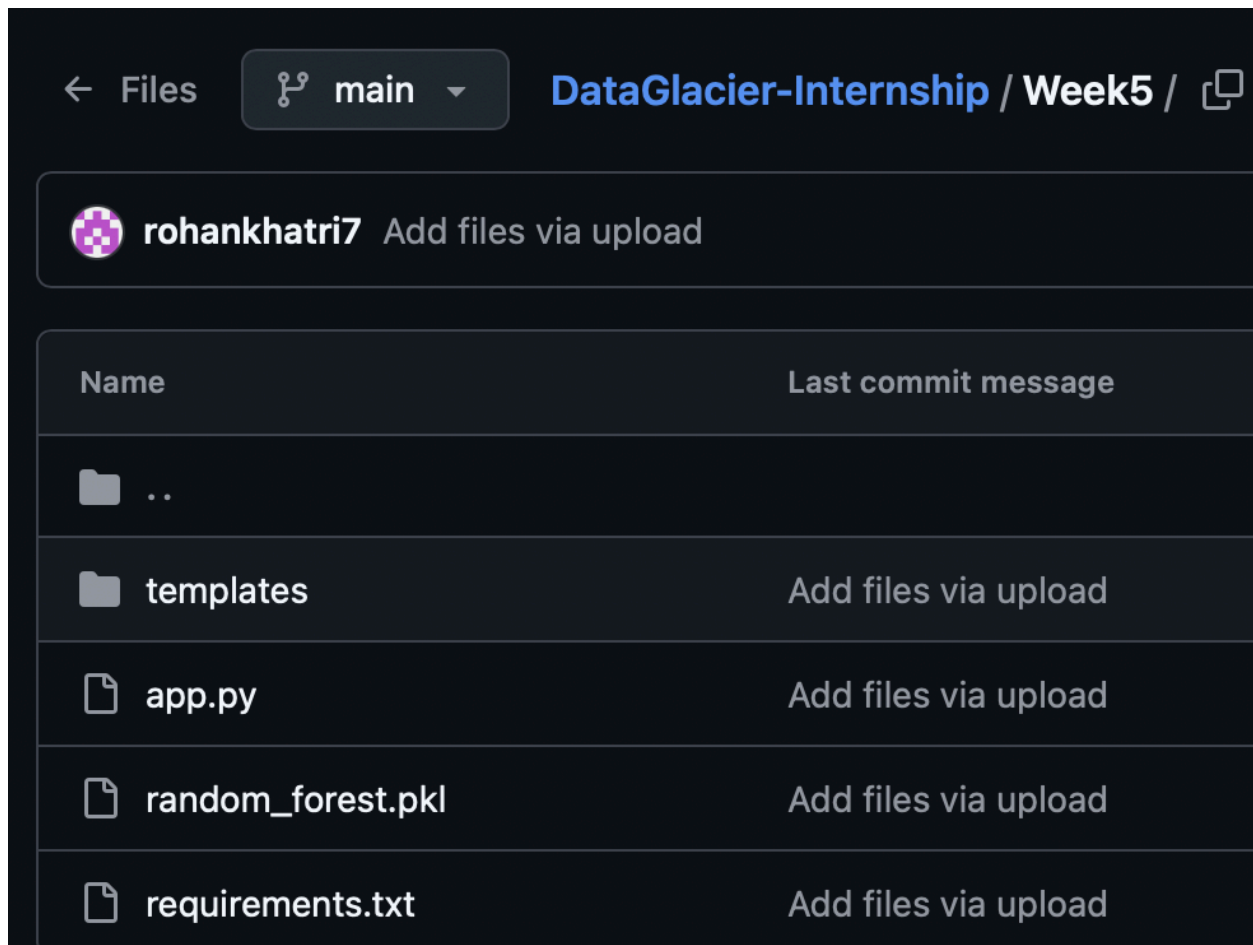 Files main DataGlacier-Internship / Week5 /
rohankhatri7 Add files via upload
Name Last commit message
..
templates Add files via upload
app.py Add files via upload
random_forest.pkl Add files via upload
requirements.txt Add files via upload